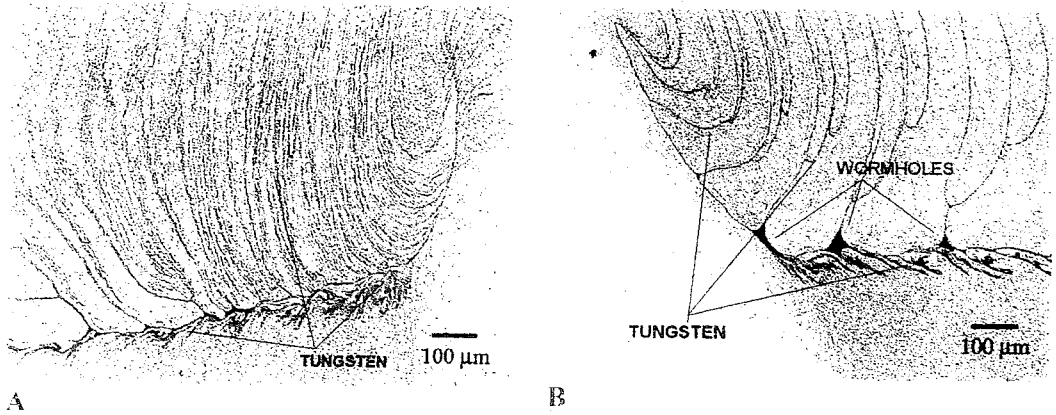 TUNGSTEN
100 µm
A
WORMHOLES
TUNGSTEN
100 µm
B